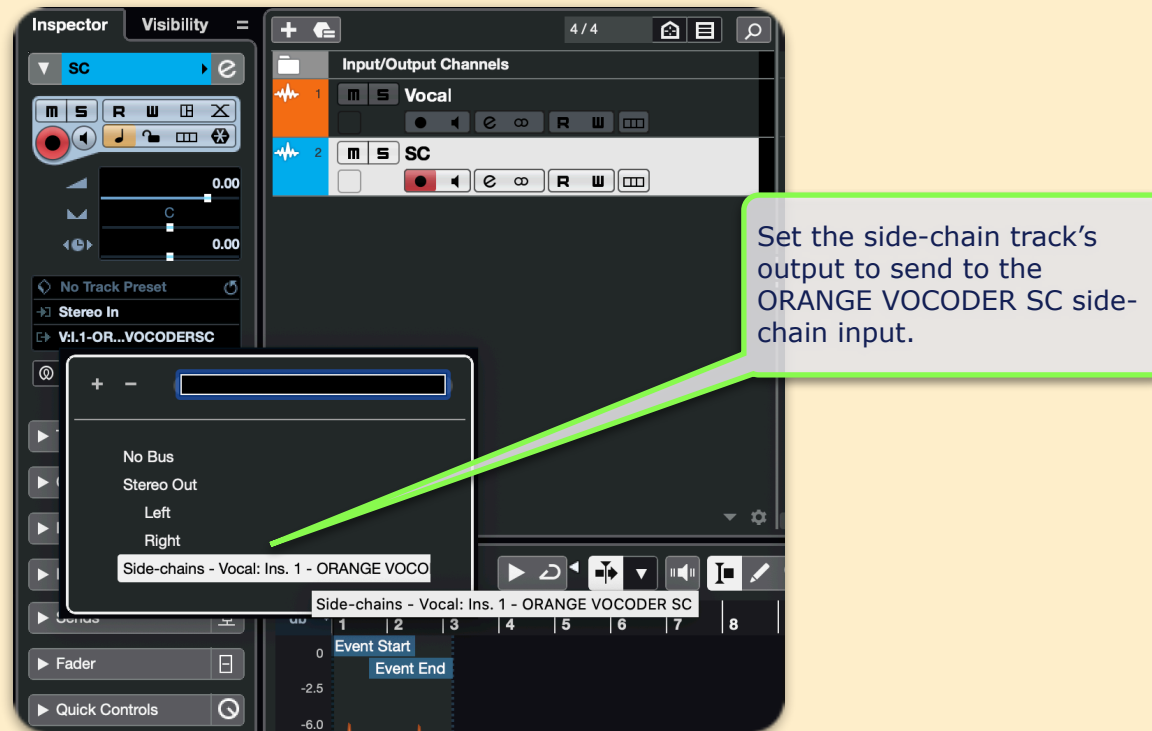 Inspector Visibility
4 / 4
SC
Input/Output Channels
1 m S Vocal
R W
m S R W
2 m S SC
R W
0.00
C
0.00
No Track Preset
Stereo In
V:I.1-OR...VOCODERSC
Set the side-chain track's
output to send to the
ORANGE VOCODER SC side-
chain input.
+ −
No Bus
Stereo Out
Left
Right
Side-chains - Vocal: Ins. 1 - ORANGE VOCO
Side-chains - Vocal: Ins. 1 - ORANGE VOCODER SC
Sends
1 2 3 4 5 6 7 8
0 Event Start
Event End
Fader
-2.5
Quick Controls
-6.0